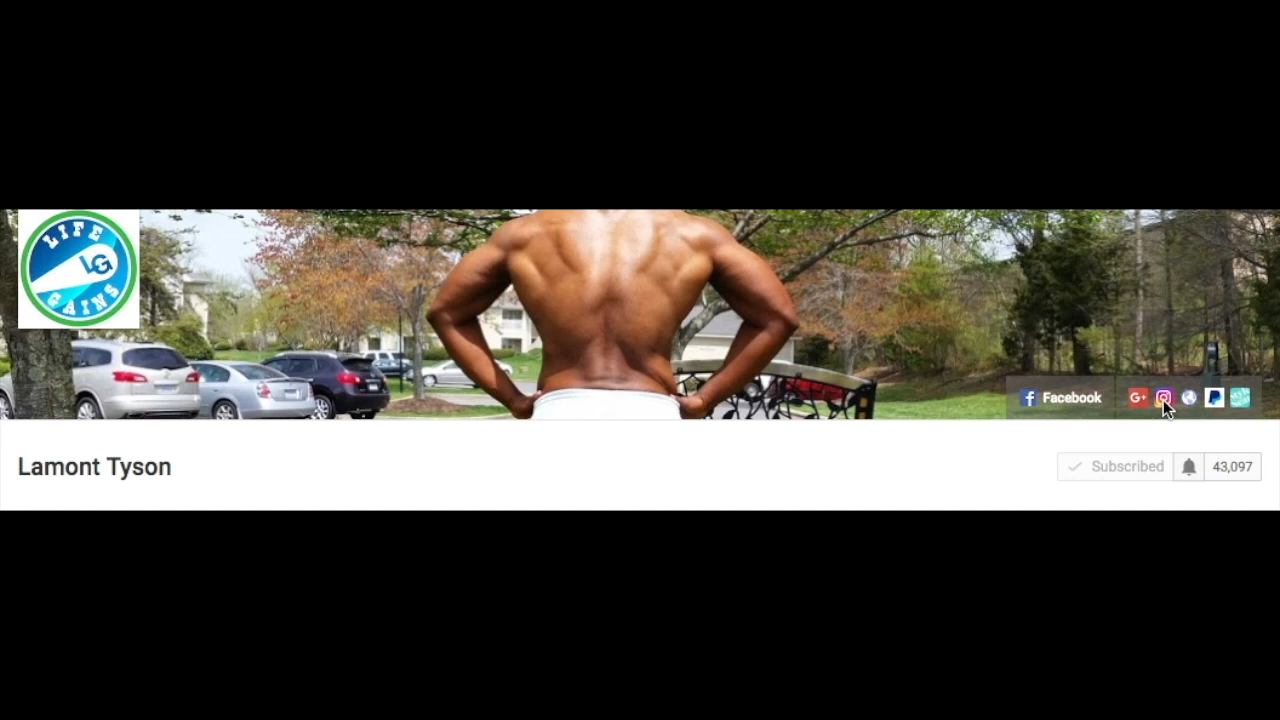 LIFE
LG
GAINS
Facebook
G+
Lamont Tyson
Subscribed
43,097